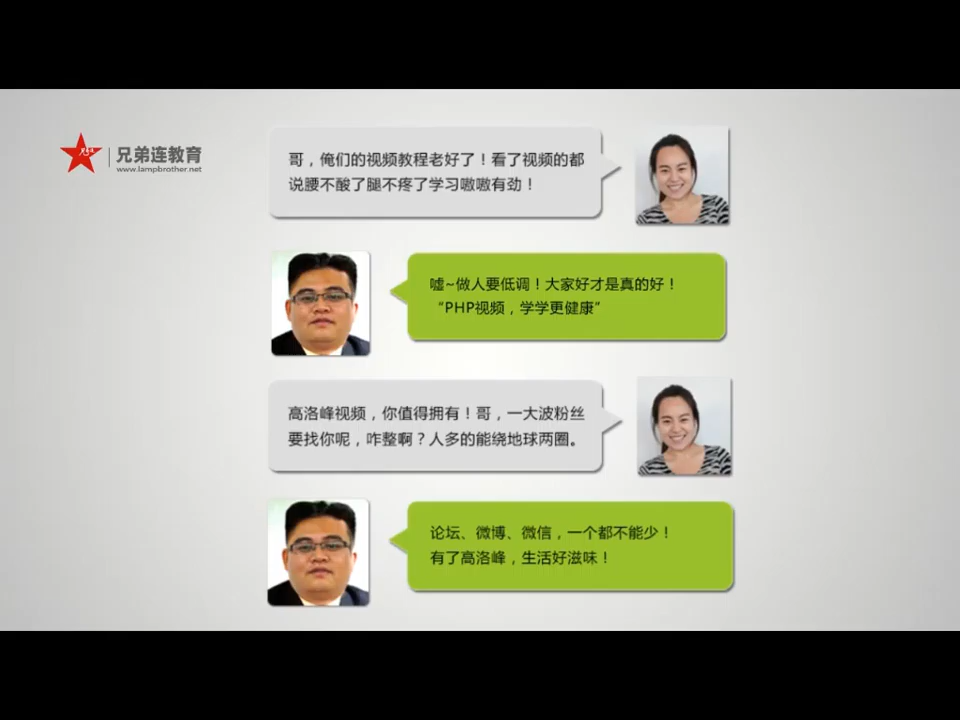 兄弟连教育
www.lampbrother.net
哥，俺们的视频教程老好了！看了视频的都
说腰不酸了腿不疼了学习嗷嗷有劲！
嘘~做人要低调！大家好才是真的好！
“PHP视频，学学更健康”
高洛峰视频，你值得拥有！哥，一大波粉丝
要找你呢，咋整啊？人多的能绕地球两圈。
论坛、微博、微信，一个都不能少！
有了高洛峰，生活好滋味！